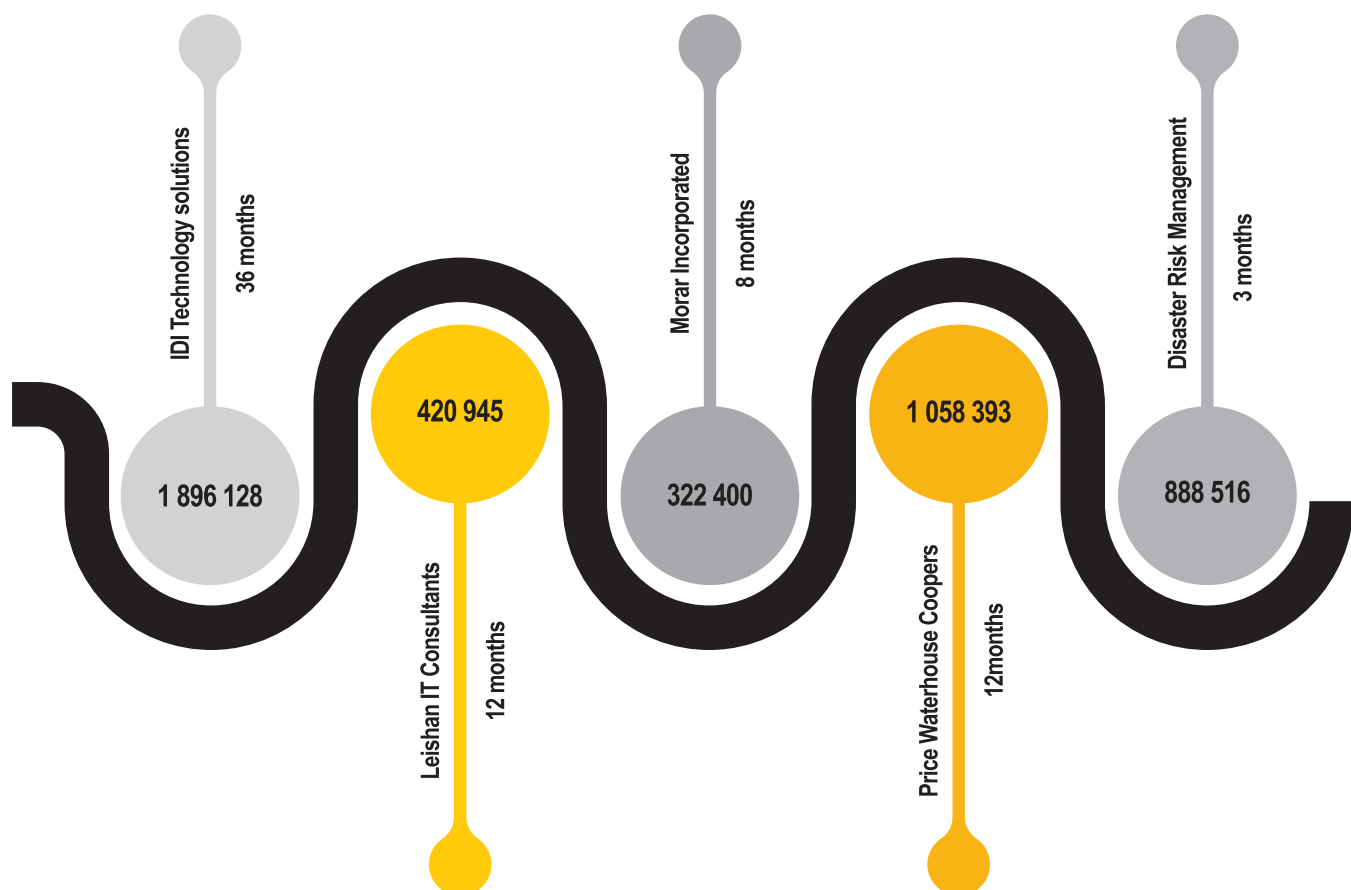 IDI Technology solutions
36 months
1 896 128
420 945
Leishan IT Consultants
12 months
Morar Incorporated
8 months
322 400
1 058 393
Price Waterhouse Coopers
12months
Disaster Risk Management
3 months
888 516